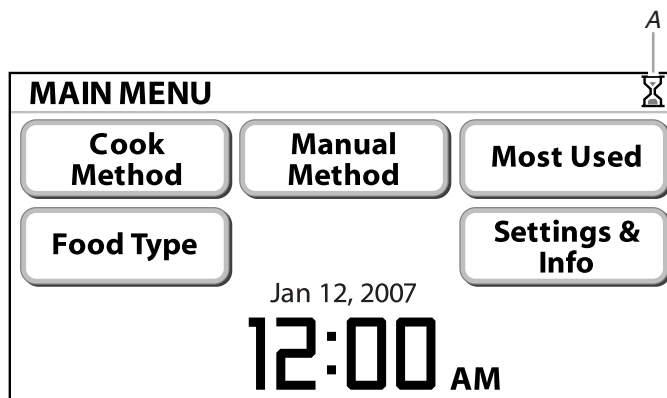 A
MAIN MENU
Cook
Method
Manual
Method
Most Used
Food Type
Settings &
Info
Jan 12, 2007
12:00 AM